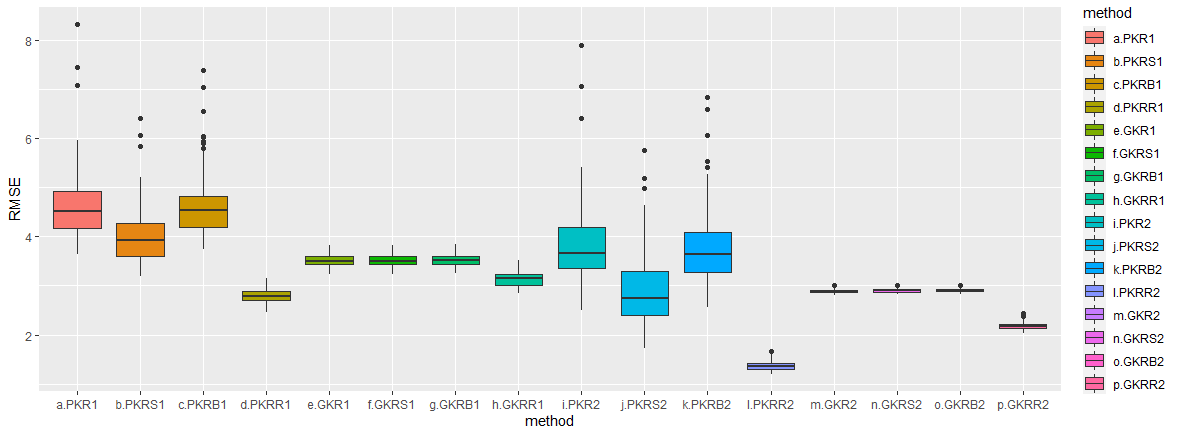 RMSE
8
6
4
2
a.PKR1 b.PKRS1 c.PKRB1 d.PKRR1 e.GKR1 f.GKRS1 g.GKRB1 h.GKRR1 i.PKR2 j.PKRS2 k.PKRB2 l.PKRR2 m.GKR2 n.GKRS2 o.GKRB2 p.GKRR2
method
method
a.PKR1
b.PKRS1
c.PKRB1
d.PKRR1
e.GKR1
f.GKRS1
g.GKRB1
h.GKRR1
i.PKR2
j.PKRS2
k.PKRB2
l.PKRR2
m.GKR2
n.GKRS2
o.GKRB2
p.GKRR2